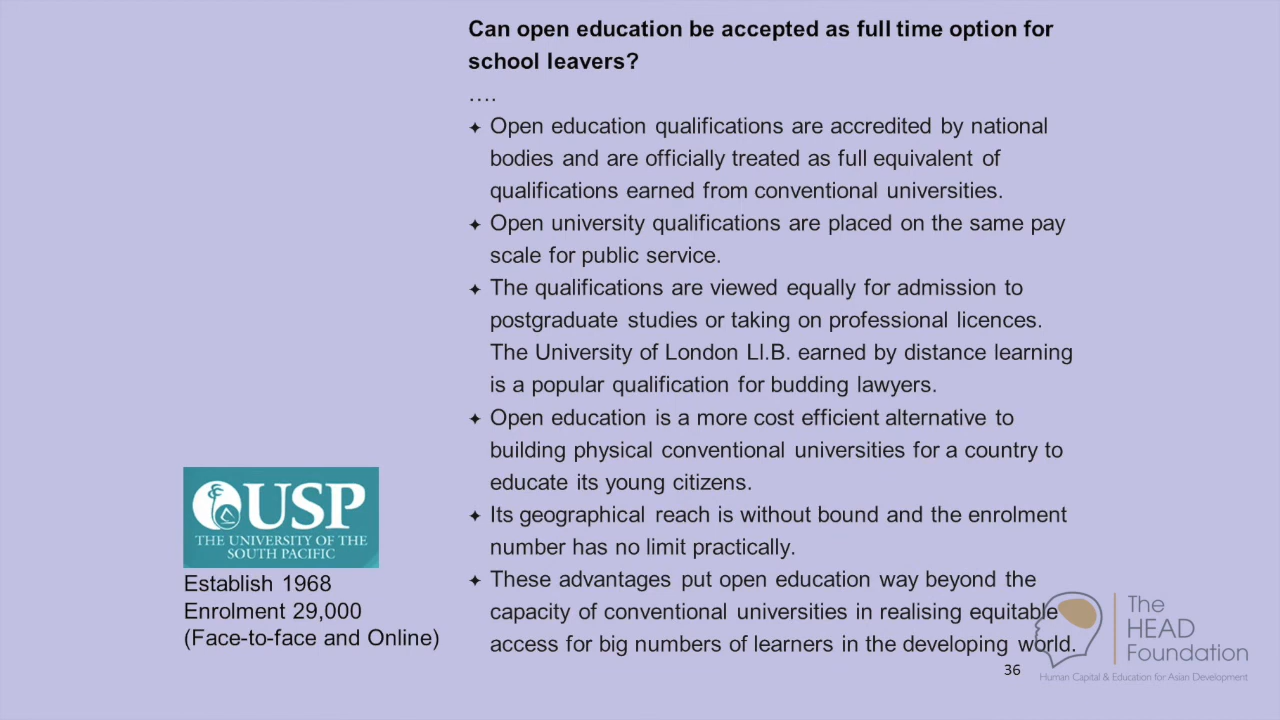 Can open education be accepted as full time option for
school leavers?
….
✦ Open education qualifications are accredited by national
bodies and are officially treated as full equivalent of
qualifications earned from conventional universities.
✦ Open university qualifications are placed on the same pay
scale for public service.
✦ The qualifications are viewed equally for admission to
postgraduate studies or taking on professional licences.
The University of London Ll.B. earned by distance learning
is a popular qualification for budding lawyers.
✦ Open education is a more cost efficient alternative to
building physical conventional universities for a country to
educate its young citizens.
✦ Its geographical reach is without bound and the enrolment
number has no limit practically.
✦ These advantages put open education way beyond the
capacity of conventional universities in realising equitable
access for big numbers of learners in the developing world.
USP
THE UNIVERSITY OF THE
SOUTH PACIFIC
Establish 1968
Enrolment 29,000
(Face-to-face and Online)
36
The
HEAD
Foundation
Human Capital & Education for Asian Development